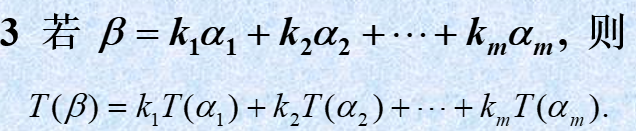 3 若 β = k₁α₁ + k₂α₂ + ⋯ + kₘαₘ, 则
T(β) = k₁T(α₁) + k₂T(α₂) + ⋯ + kₘT(αₘ).